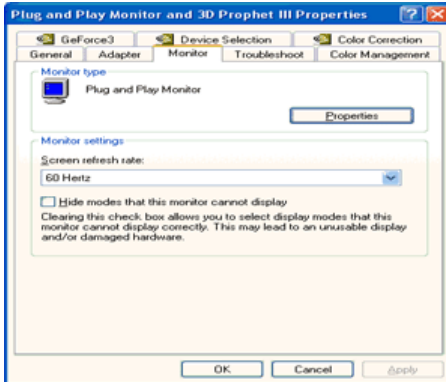 Plug and Play Monitor and 3D Prophet III Properties
GeForce3 Device Selection Color Correction
General Adapter Monitor Troubleshoot Color Management
Monitor type
Plug and Play Monitor
Properties
Monitor settings
Screen refresh rate:
60 Hertz
Hide modes that this monitor cannot display
Clearing this check box allows you to select display modes that this
monitor cannot display correctly. This may lead to an unusable display
and/or damaged hardware.
OK Cancel Apply